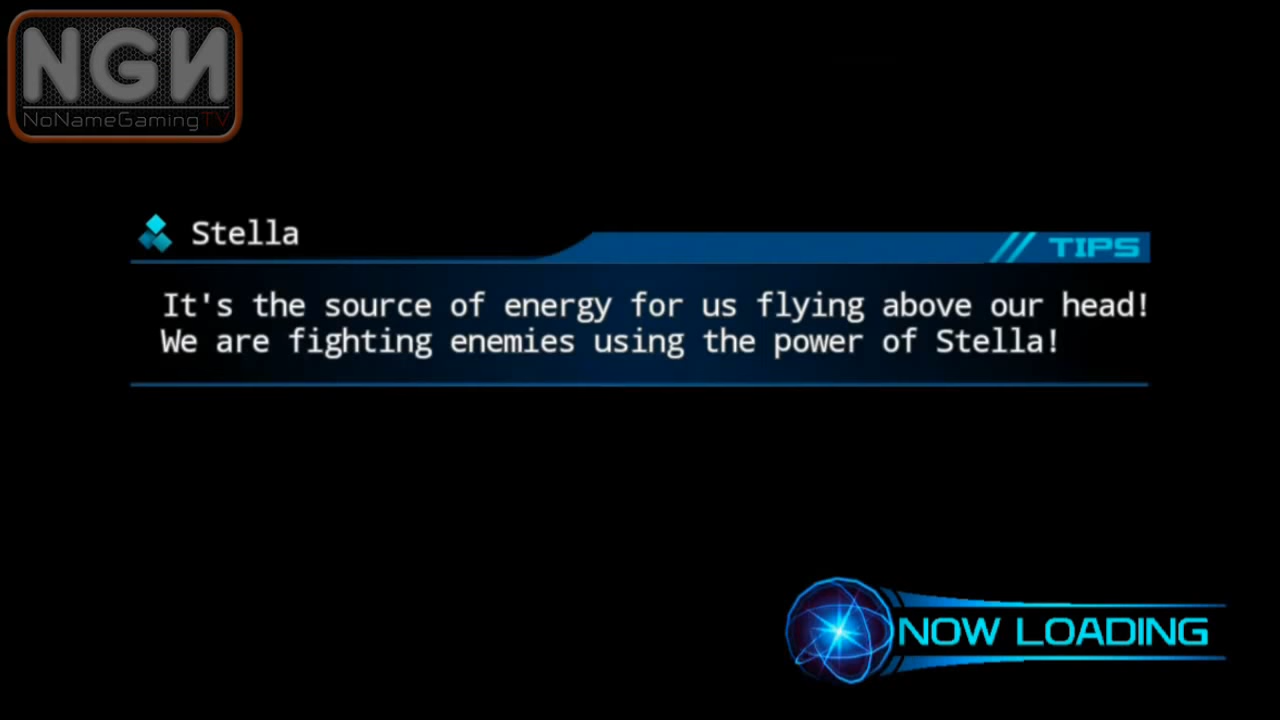 NGN
NoNameGamingTV
Stella
TIPS
It's the source of energy for us flying above our head!
We are fighting enemies using the power of Stella!
NOW LOADING